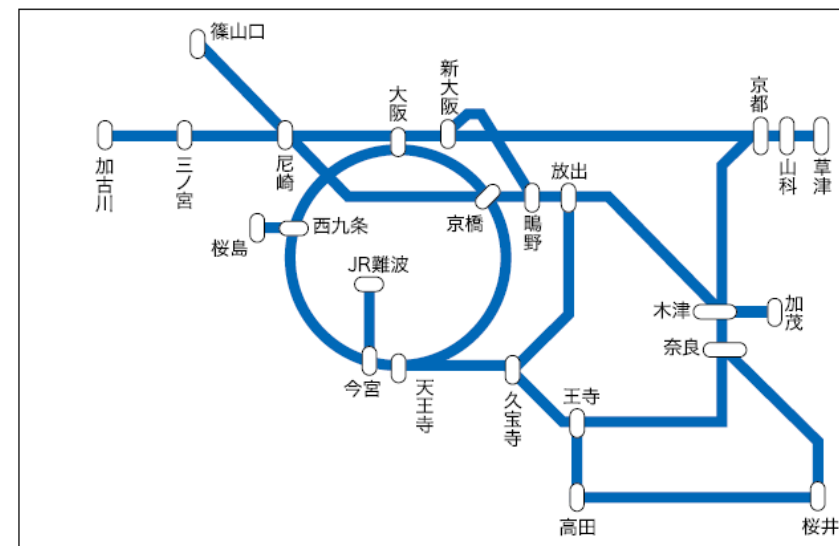 篠山口
大阪
新大阪
京都
加古川
三ノ宮
尼崎
放出
山科
草津
西九条
京橋
鴫野
桜島
JR難波
木津
加茂
奈良
今宮
天王寺
久宝寺
王寺
高田
桜井